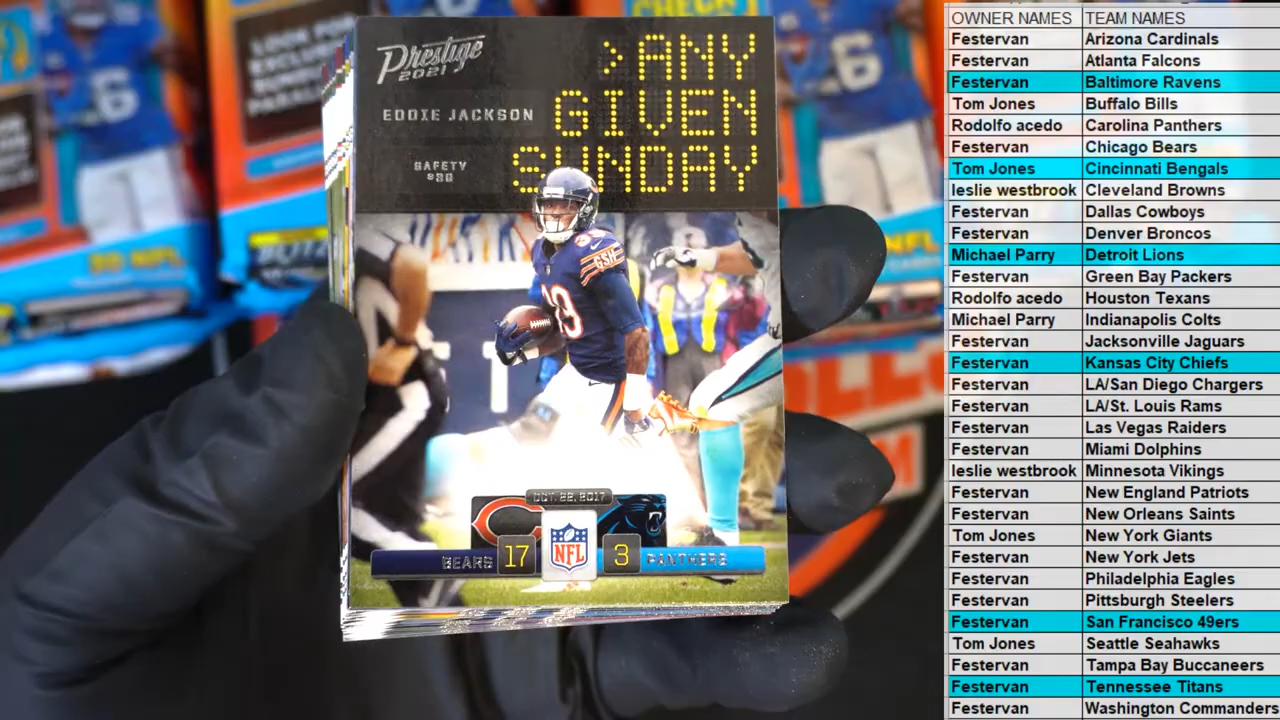 Prestige
2021
>ANY
GIVEN
SUNDAY
EDDIE JACKSON
SAFETY
#39
GSH
39
OCT. 22, 2017
BEARS 17 NFL 3 PANTHERS
CHECK
NFL
OWNER NAMES TEAM NAMES
Festervan Arizona Cardinals
Festervan Atlanta Falcons
Festervan Baltimore Ravens
Tom Jones Buffalo Bills
Rodolfo acedo Carolina Panthers
Festervan Chicago Bears
Tom Jones Cincinnati Bengals
leslie westbrook Cleveland Browns
Festervan Dallas Cowboys
Festervan Denver Broncos
Michael Parry Detroit Lions
Festervan Green Bay Packers
Rodolfo acedo Houston Texans
Michael Parry Indianapolis Colts
Festervan Jacksonville Jaguars
Festervan Kansas City Chiefs
Festervan LA/San Diego Chargers
Festervan LA/St. Louis Rams
Festervan Las Vegas Raiders
Festervan Miami Dolphins
leslie westbrook Minnesota Vikings
Festervan New England Patriots
Festervan New Orleans Saints
Tom Jones New York Giants
Festervan New York Jets
Festervan Philadelphia Eagles
Festervan Pittsburgh Steelers
Festervan San Francisco 49ers
Tom Jones Seattle Seahawks
Festervan Tampa Bay Buccaneers
Festervan Tennessee Titans
Festervan Washington Commanders